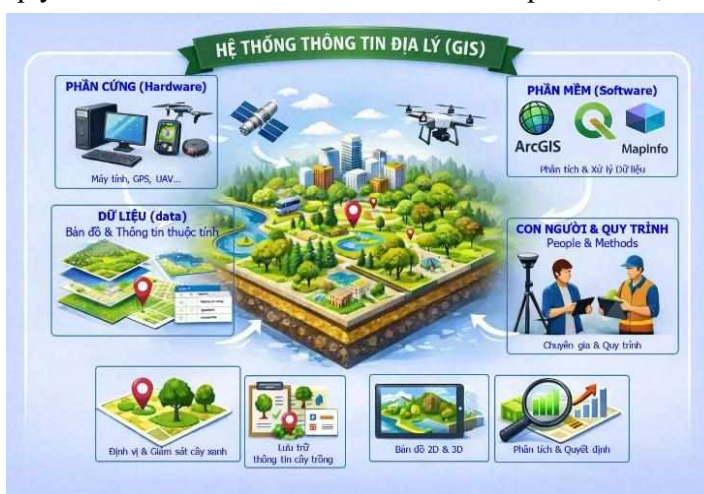 HỆ THỐNG THÔNG TIN ĐỊA LÝ (GIS)
PHẦN CỨNG (Hardware)
Máy tính, GPS, UAV...
PHẦN MỀM (Software)
ArcGIS
MapInfo
Phân tích & Xử lý Dữ liệu
DỮ LIỆU (data)
Bản đồ & Thông tin thuộc tính
CON NGƯỜI & QUY TRÌNH
People & Methods
Chuyên gia & Quy trình
Định vị & Giám sát cây xanh
Lưu trữ
thông tin cây trồng
Bản đồ 2D & 3D
Phân tích & Quyết định